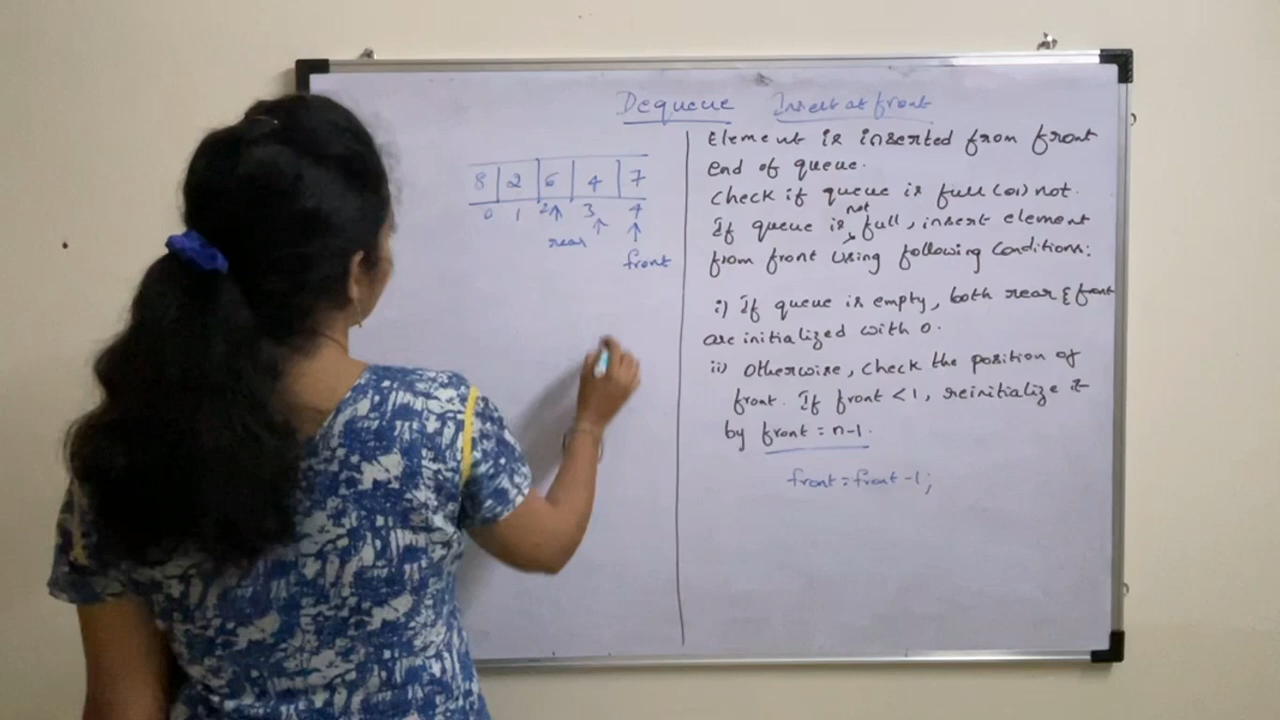 Dequeue Insert at front
8 2 6 4 7
0 1 2 3 4
rear
front
Element is inserted from front
end of queue.
Check if queue is full (or) not.
If queue is not full, insert element
from front using following conditions:
i) If queue is empty, both rear & front
are initialized with 0.
ii) Otherwise, check the position of
front. If front < 1, reinitialize it
by front = n-1.
front = front -1;